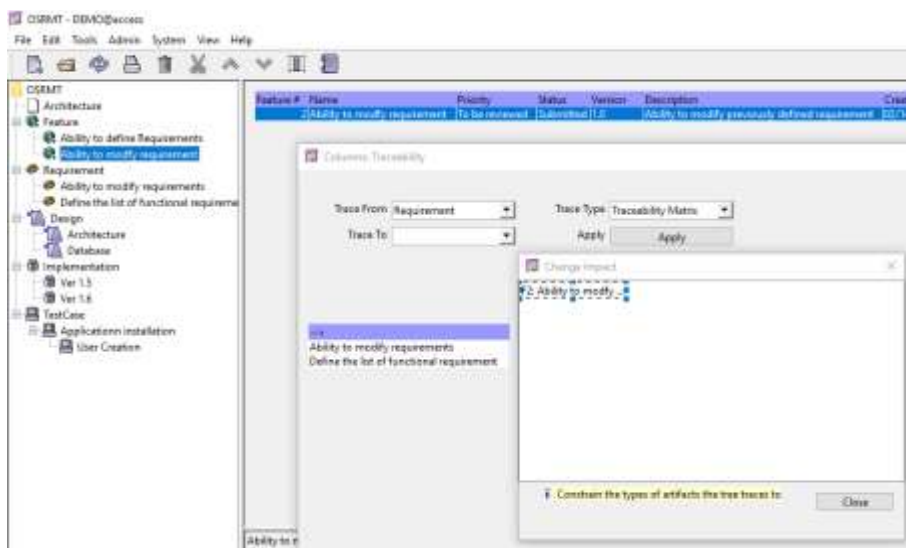 OSRMT - DEMO@access
File Edit Tools Admin System View Help
OSRMT
Architecture
Feature
Ability to define Requirements
Ability to modify requirement
Requirement
Ability to modify requirements
Define the list of functional requireme
Design
Architecture
Database
Implementation
Ver 1.5
Ver 1.6
TestCase
Applicationn installation
User Creation
Feature # Name Priority Status Version Description Crea
2 Ability to modify requirement To be reviewed Submitted 1.0 Ability to modify previously defined requirement
Columns Traceability
Trace From Requirement Trace Type Traceability Matrix
Trace To Apply Apply
Ability to modify requirements
Define the list of functional requirement
Change Impact
F2: Ability to modify ...
Constrain the types of artifacts the tree traces to
Close
Ability to e